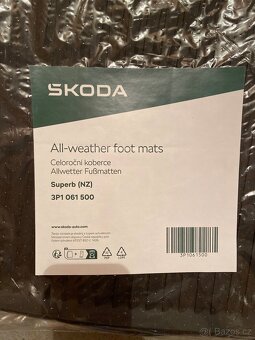 ŠKODA
All-weather foot mats
Celoroční koberce
Allwetter Fußmatten
Superb (NZ)
3P1 061 500
www.skoda-auto.com
3P1061500
Bazoš.cz